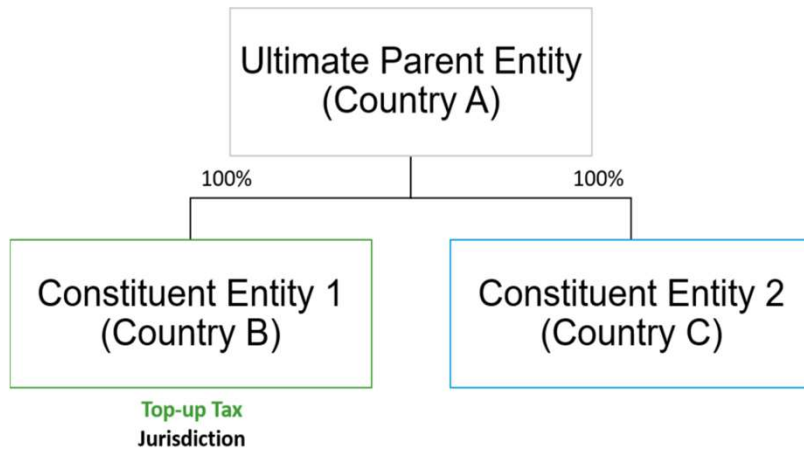 Ultimate Parent Entity
(Country A)
100%
100%
Constituent Entity 1
(Country B)
Constituent Entity 2
(Country C)
Top-up Tax
Jurisdiction